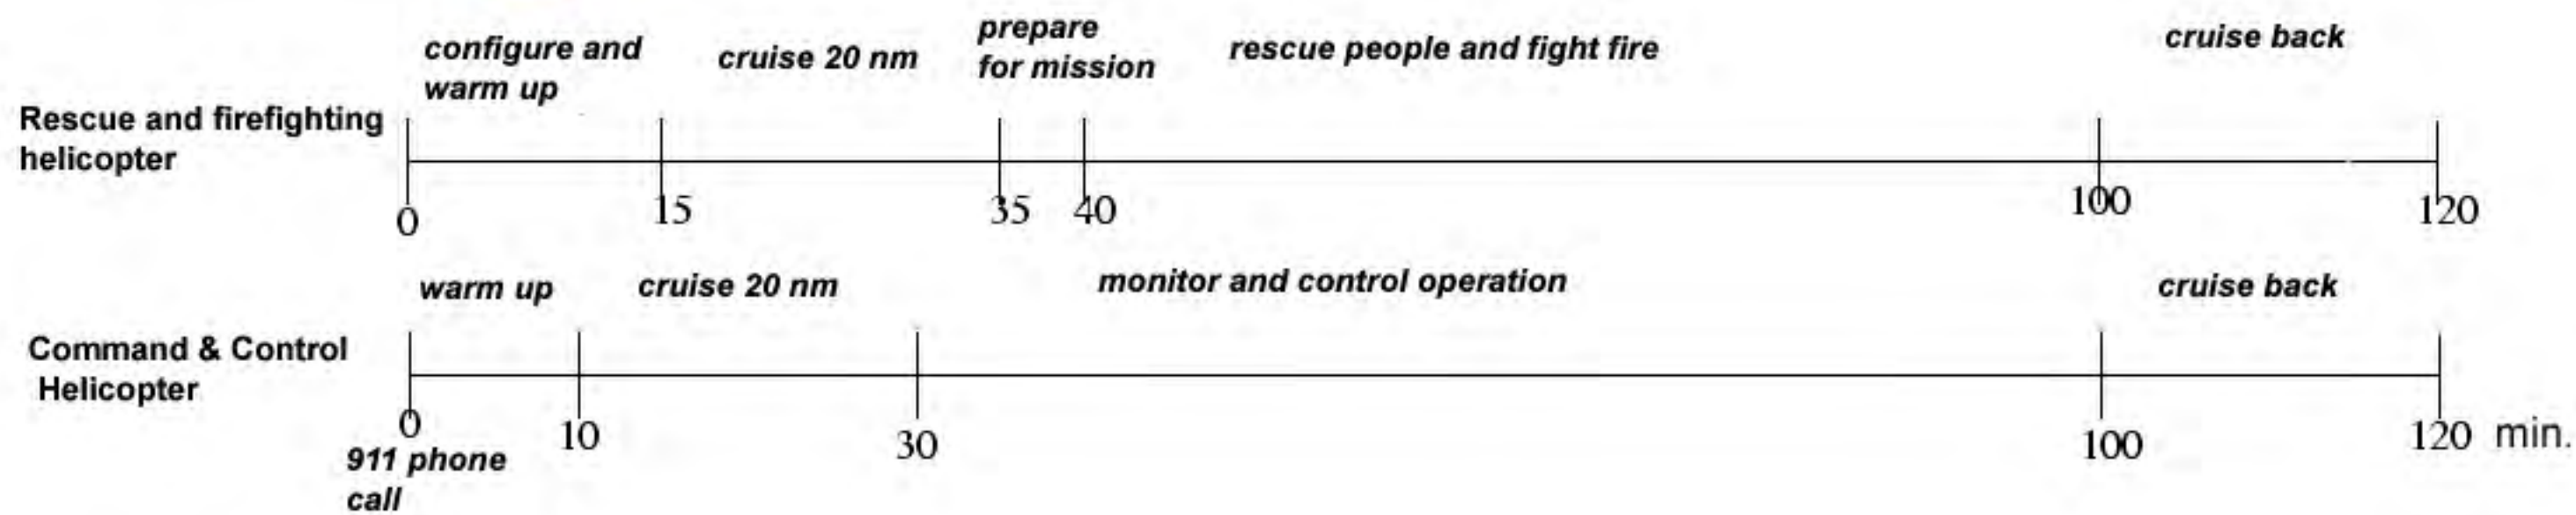 configure and
warm up
cruise 20 nm
prepare
for mission
rescue people and fight fire
cruise back
Rescue and firefighting
helicopter
0
15
35
40
100
120
warm up
cruise 20 nm
monitor and control operation
cruise back
Command & Control
Helicopter
0
10
30
100
120 min.
911 phone
call